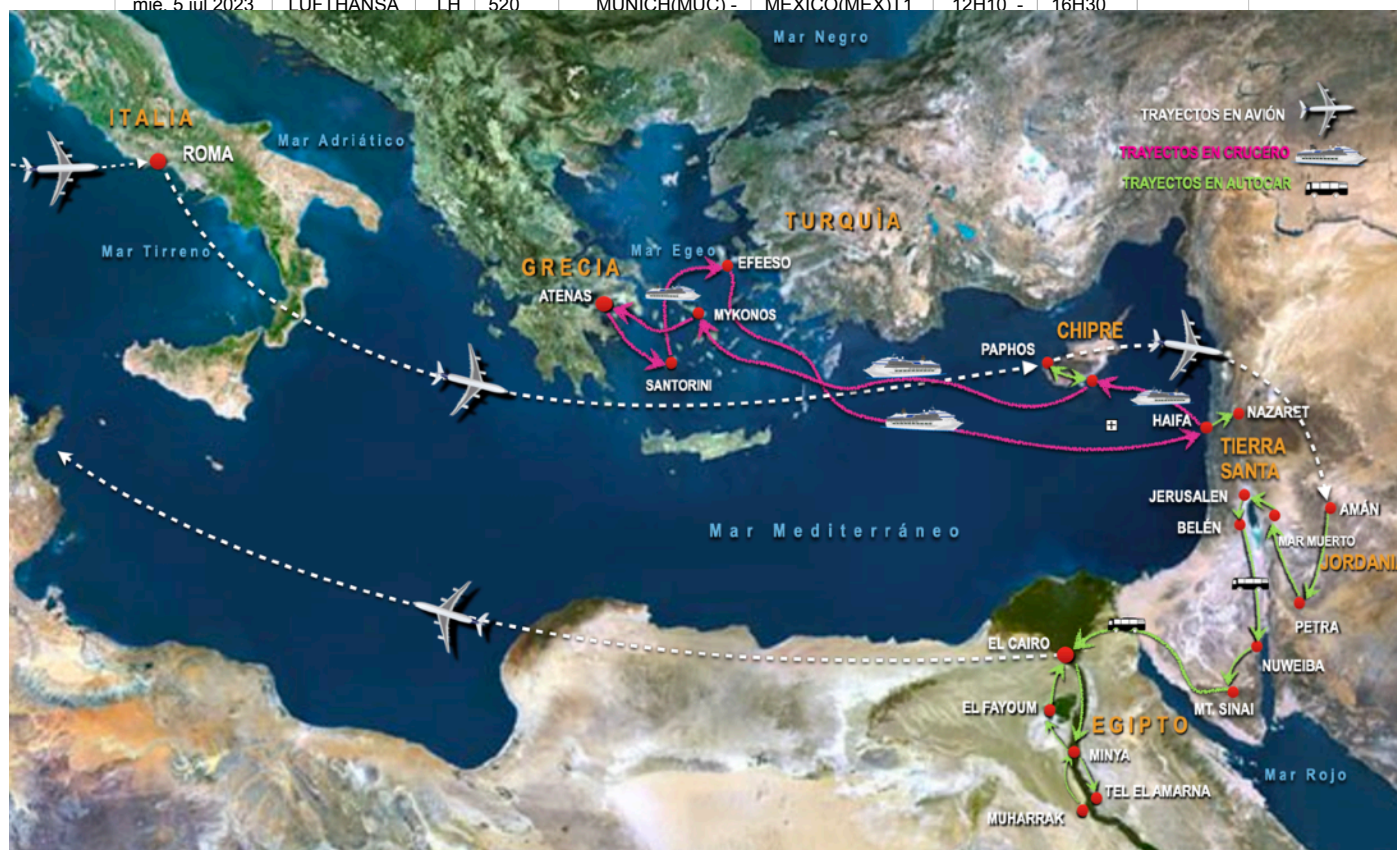 mié. 5 jul 2023 LUFTHANSA LH 520 MUNICH(MUC) - MEXICO(MEX)T1 12H10 - 16H30
Mar Negro
ITALIA
TRAYECTOS EN AVIÓN
Mar Adriático
ROMA
TRAYECTOS EN CRUCERO
TRAYECTOS EN AUTOCAR
TURQUÌA
Mar Tirreno
Mar Egeo
EFEESO
GRECIA
ATENAS
MYKONOS
CHIPRE
PAPHOS
SANTORINI
NAZARET
HAIFA
TIERRA
SANTA
JERUSALEN
AMÁN
BELÉN
Mar Mediterráneo
MAR MUERTO
JORDANI
PETRA
EL CAIRO
NUWEIBA
EL FAYOUM
MT. SINAI
EGIPTO
MINYA
Mar Rojo
TEL EL AMARNA
MUHARRAK